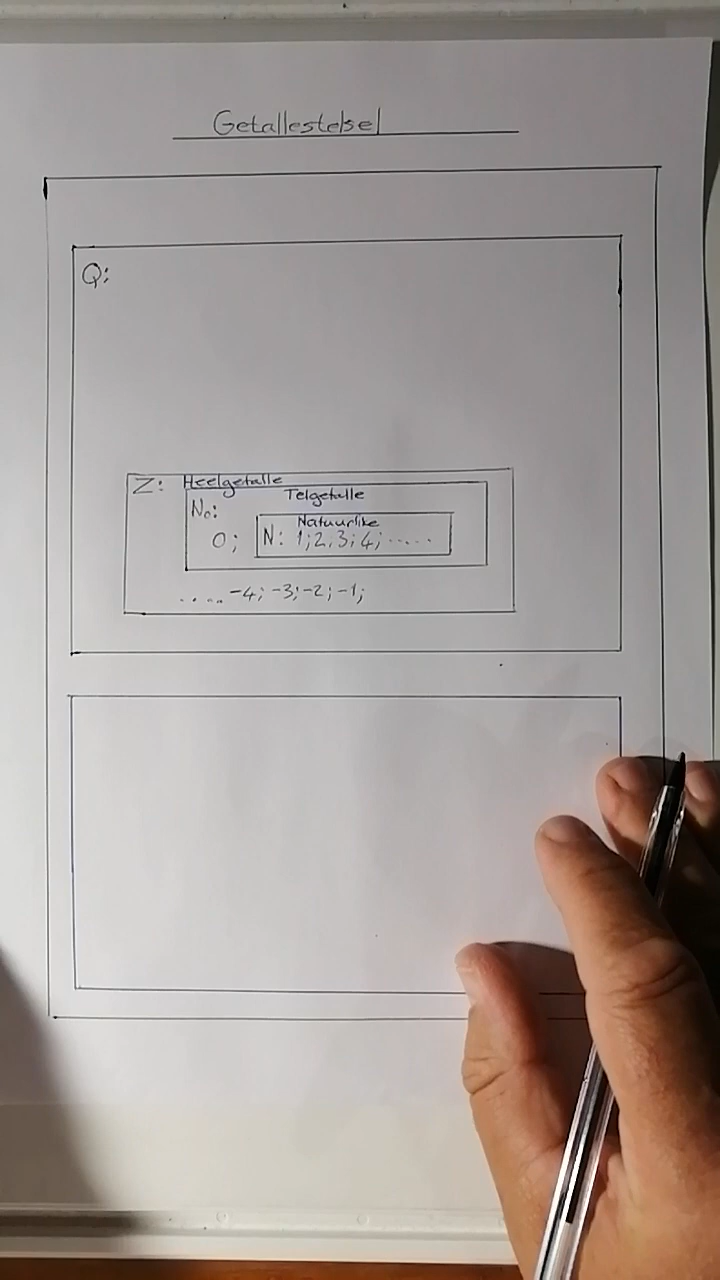 Getallestelsel
Q:
Z: Heelgetalle
Telgetalle
N₀:
Natuurlike
0; N: 1;2;3;4;.....
.....-4;-3;-2;-1;